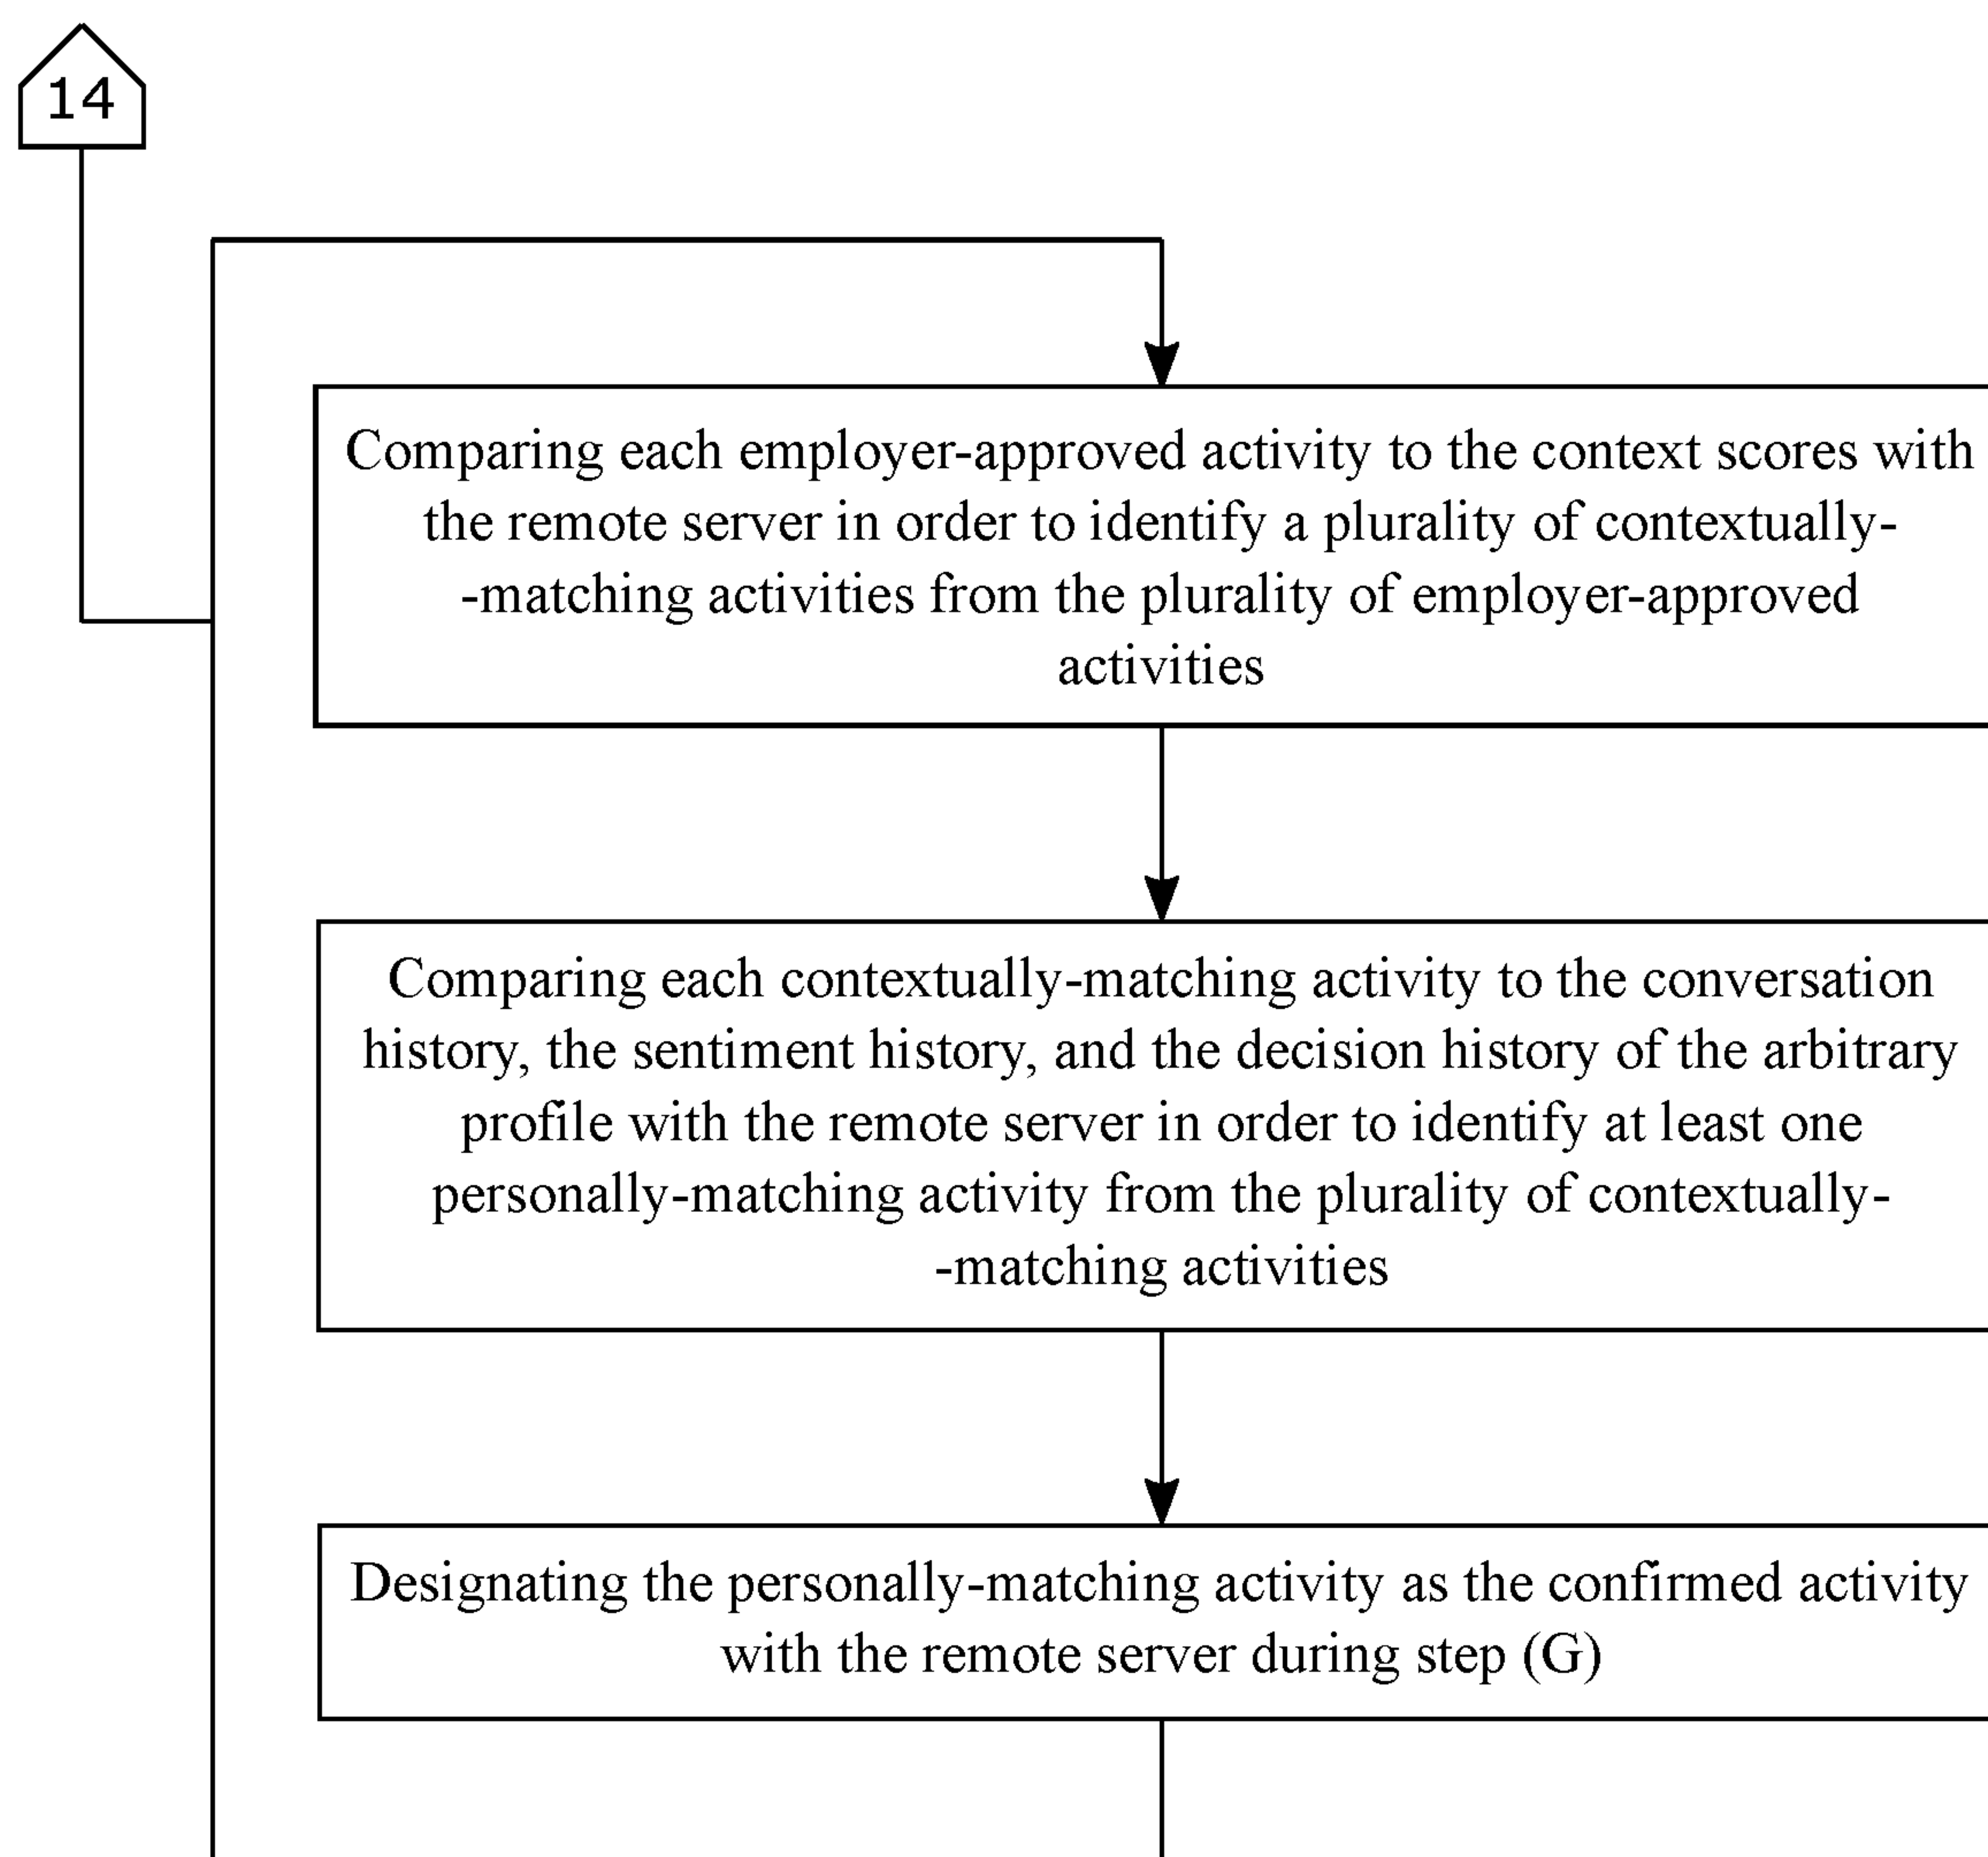 14
Comparing each employer-approved activity to the context scores with
the remote server in order to identify a plurality of contextually-
-matching activities from the plurality of employer-approved
activities
Comparing each contextually-matching activity to the conversation
history, the sentiment history, and the decision history of the arbitrary
profile with the remote server in order to identify at least one
personally-matching activity from the plurality of contextually-
-matching activities
Designating the personally-matching activity as the confirmed activity
with the remote server during step (G)